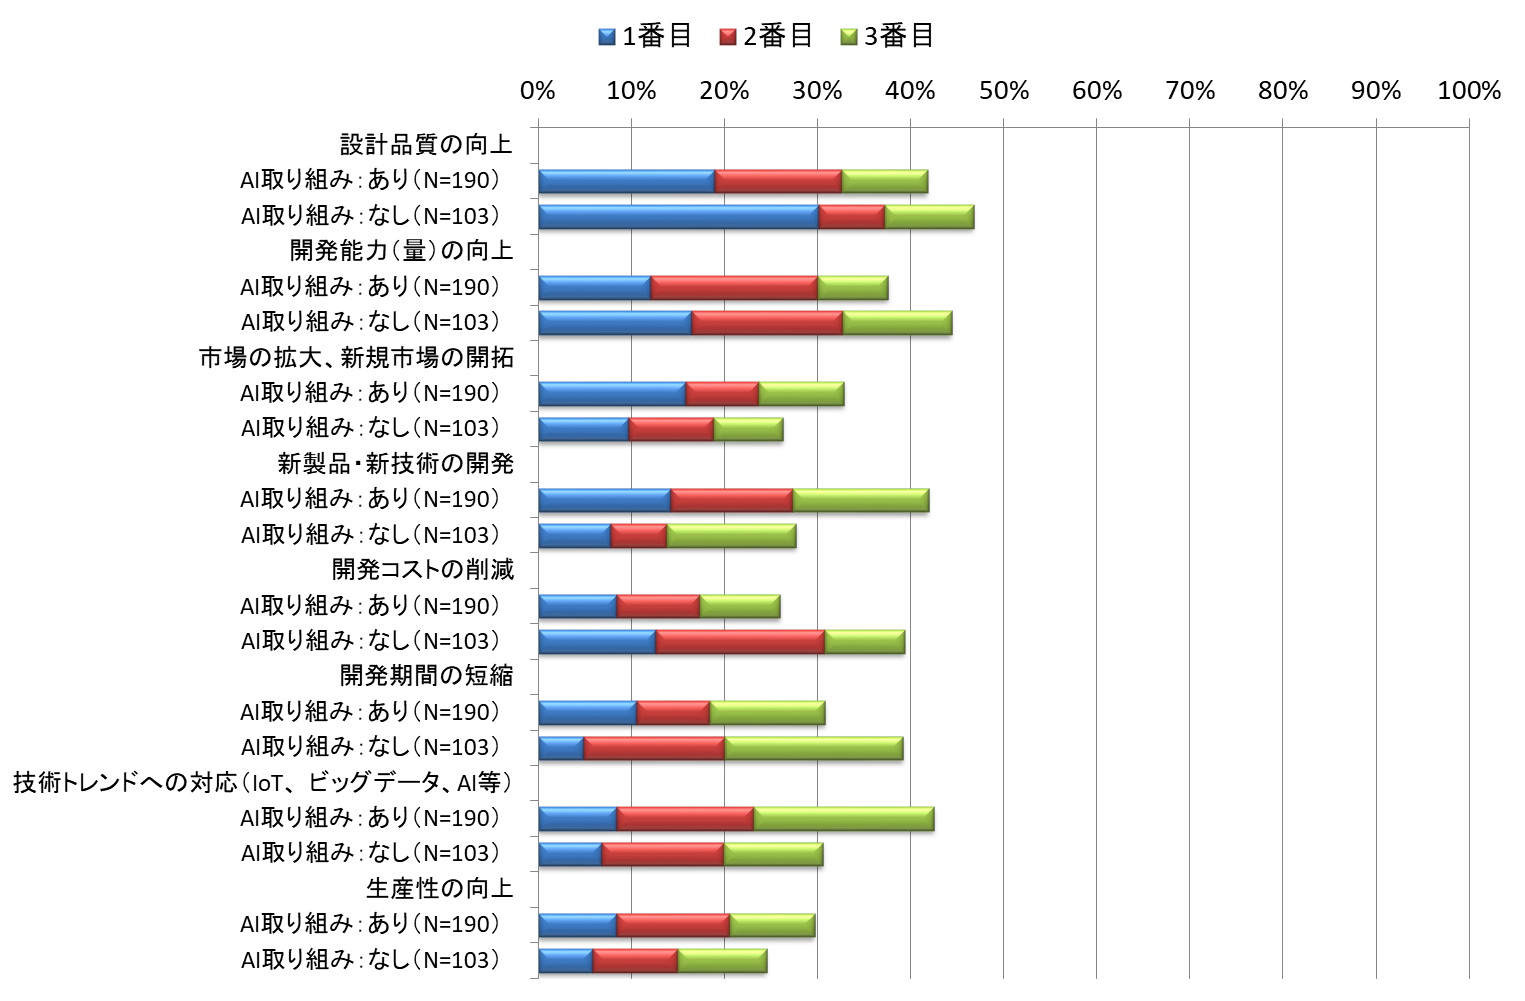 1番目 2番目 3番目
0% 10% 20% 30% 40% 50% 60% 70% 80% 90% 100%
設計品質の向上
AI取り組み：あり（N=190）
AI取り組み：なし（N=103）
開発能力（量）の向上
AI取り組み：あり（N=190）
AI取り組み：なし（N=103）
市場の拡大、新規市場の開拓
AI取り組み：あり（N=190）
AI取り組み：なし（N=103）
新製品・新技術の開発
AI取り組み：あり（N=190）
AI取り組み：なし（N=103）
開発コストの削減
AI取り組み：あり（N=190）
AI取り組み：なし（N=103）
開発期間の短縮
AI取り組み：あり（N=190）
AI取り組み：なし（N=103）
技術トレンドへの対応（IoT、ビッグデータ、AI等）
AI取り組み：あり（N=190）
AI取り組み：なし（N=103）
生産性の向上
AI取り組み：あり（N=190）
AI取り組み：なし（N=103）